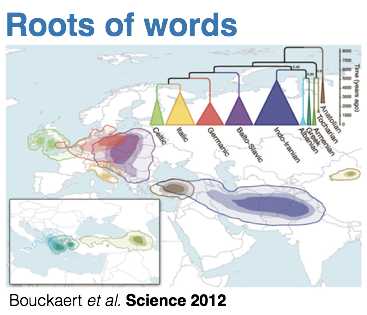 Roots of words
8000
7000
6000
5000
4000
3000
2000
1000
0
Time (years ago)
Celtic
Italic
Germanic
Balto-Slavic
Indo-Iranian
Albanian
Greek
Armenian
Tocharian
Anatolian
Bouckaert et al. Science 2012